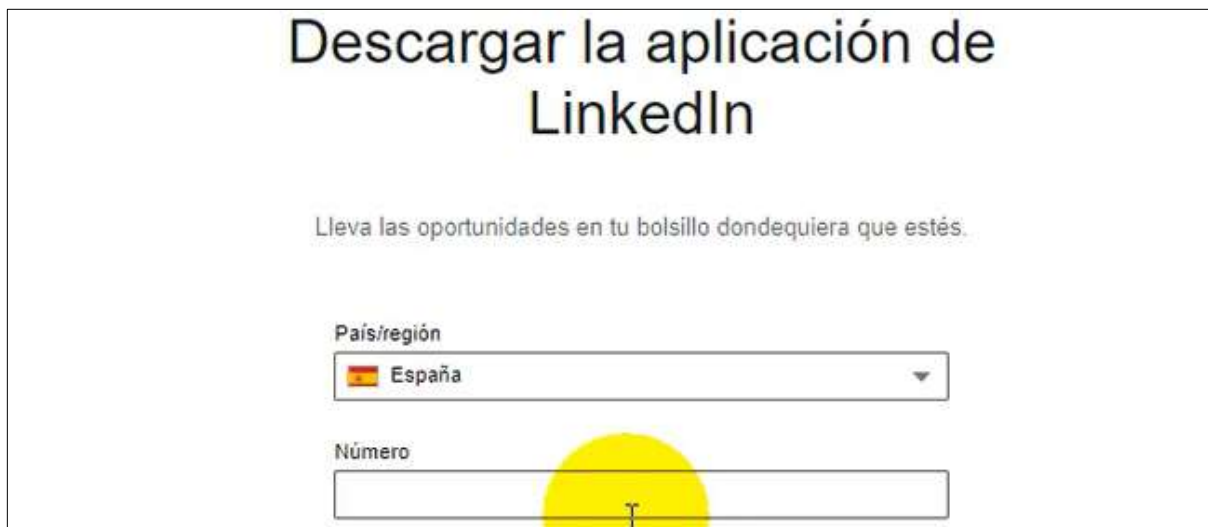 Descargar la aplicación de
LinkedIn
Lleva las oportunidades en tu bolsillo dondequiera que estés.
País/región
España
Número